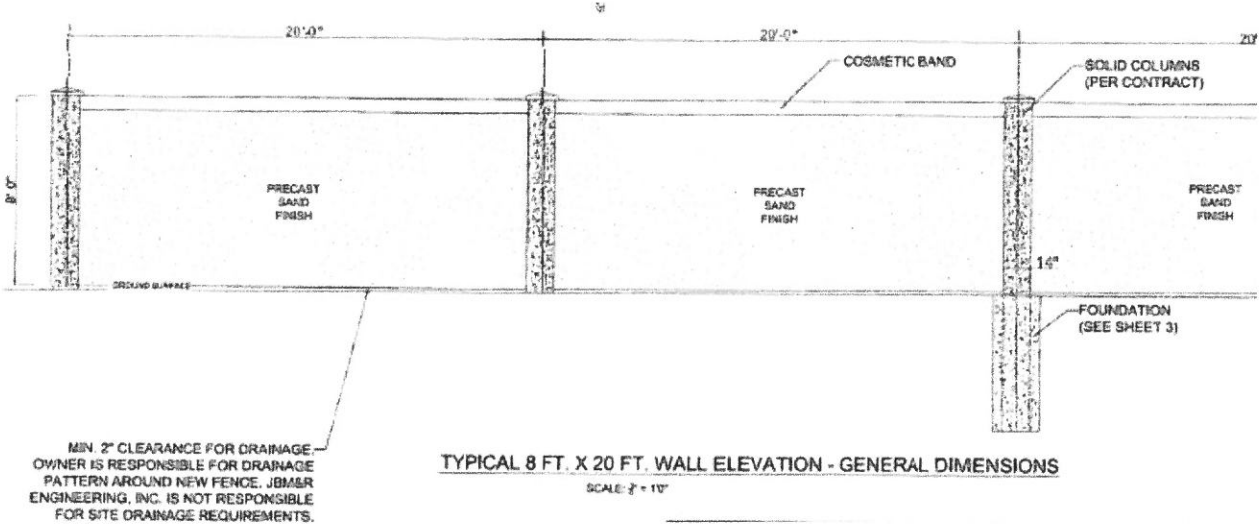 20'-0"
20'-0"
20'
COSMETIC BAND
SOLID COLUMNS
(PER CONTRACT)
8' 0"
PRECAST
SAND
FINISH
PRECAST
SAND
FINISH
PRECAST
SAND
FINISH
14"
GROUND SURFACE
FOUNDATION
(SEE SHEET 3)
MIN. 2" CLEARANCE FOR DRAINAGE.
OWNER IS RESPONSIBLE FOR DRAINAGE
PATTERN AROUND NEW FENCE. JBM&R
ENGINEERING, INC. IS NOT RESPONSIBLE
FOR SITE DRAINAGE REQUIREMENTS.
TYPICAL 8 FT. X 20 FT. WALL ELEVATION - GENERAL DIMENSIONS
SCALE: